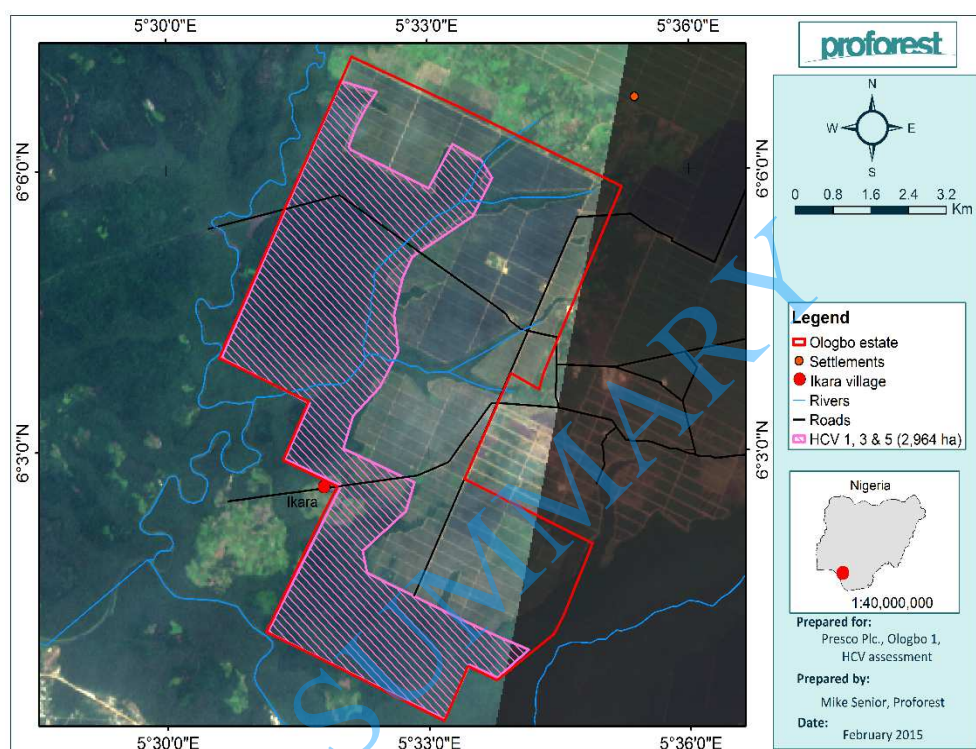 5°30'0"E 5°33'0"E 5°36'0"E
proforest
N
W E
S
0 0.8 1.6 2.4 3.2
Km
6°6'0"N 6°6'0"N
Legend
Ologbo estate
Settlements
Ikara village
Rivers
Roads
HCV 1, 3 & 5 (2,964 ha)
6°3'0"N 6°3'0"N
Ikara
SUMMARY
Nigeria
1:40,000,000
Prepared for:
Presco Plc., Ologbo 1,
HCV assessment
Prepared by:
Mike Senior, Proforest
Date:
February 2015
5°30'0"E 5°33'0"E 5°36'0"E